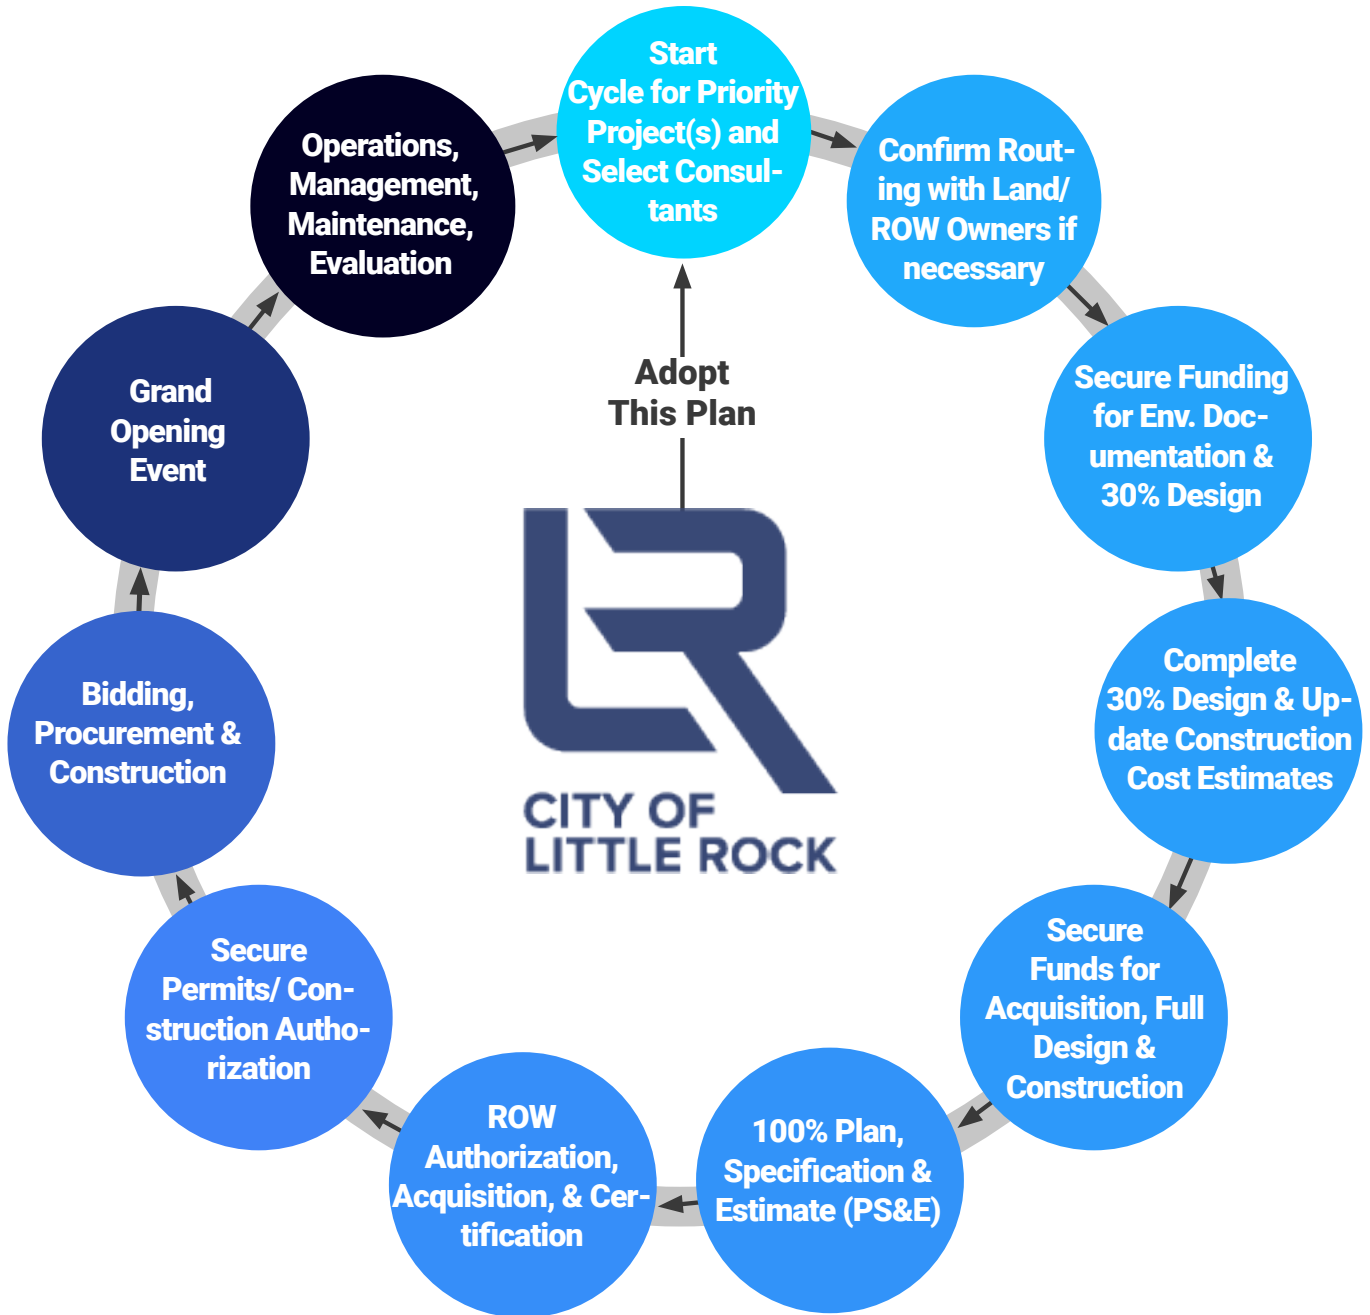 Start
Cycle for Priority
Project(s) and
Select Consul-
tants
Confirm Rout-
ing with Land/
ROW Owners if
necessary
Secure Funding
for Env. Doc-
umentation &
30% Design
Complete
30% Design & Up-
date Construction
Cost Estimates
Secure
Funds for
Acquisition, Full
Design &
Construction
100% Plan,
Specification &
Estimate (PS&E)
ROW
Authorization,
Acquisition, & Cer-
tification
Secure
Permits/ Con-
struction Autho-
rization
Bidding,
Procurement &
Construction
Grand
Opening
Event
Operations,
Management,
Maintenance,
Evaluation
Adopt
This Plan
LR
CITY OF
LITTLE ROCK